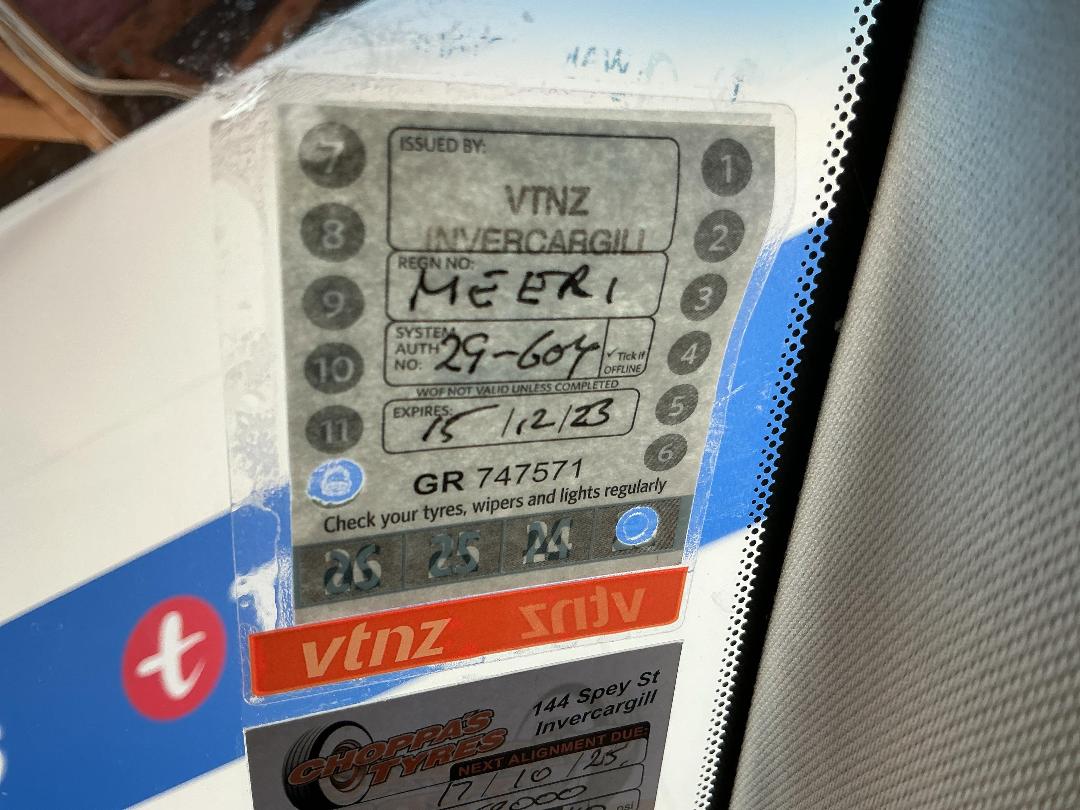 7
8
9
10
11
1
2
3
4
5
6
ISSUED BY:
VTNZ
INVERCARGILL
REGN NO:
MEERI
SYSTEM
AUTH
NO: 29-604
✓ Tick if
OFFLINE
WOF NOT VALID UNLESS COMPLETED
EXPIRES: 15/12/23
GR 747571
Check your tyres, wipers and lights regularly
26 25 24
vtnz vtnz
t
CHOPPA'S
TYRES
144 Spey St
Invercargill
NEXT ALIGNMENT DUE:
17/10/25
psi